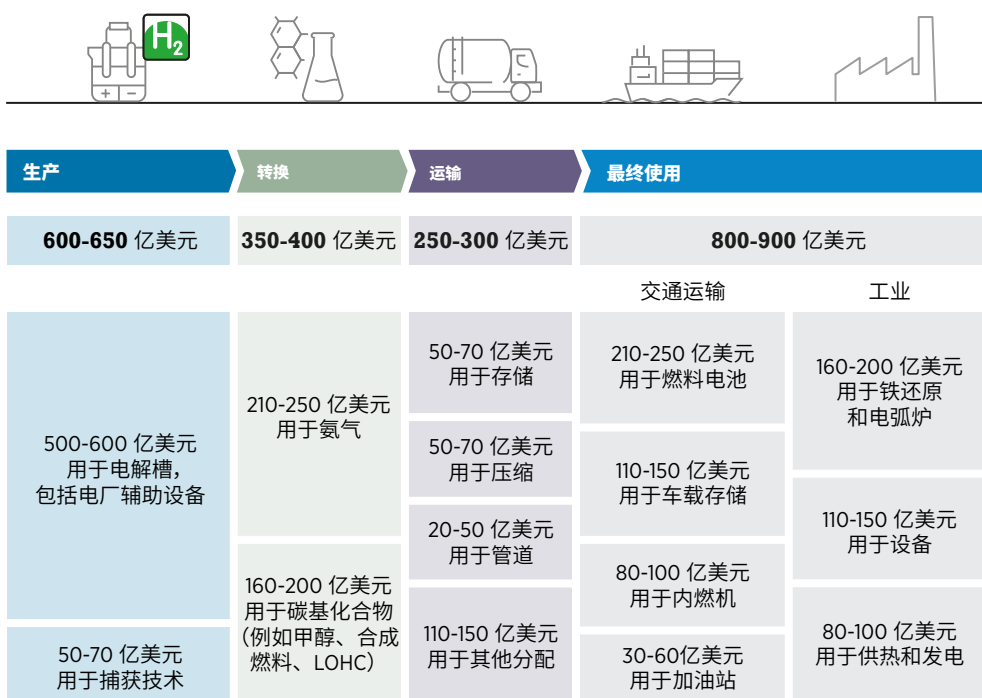 H₂
+ −
生产
转换
运输
最终使用
600-650 亿美元
350-400 亿美元
250-300 亿美元
800-900 亿美元
交通运输
工业
500-600 亿美元
用于电解槽，
包括电厂辅助设备
50-70 亿美元
用于捕获技术
210-250 亿美元
用于氨气
160-200 亿美元
用于碳基化合物
（例如甲醇、合成
燃料、LOHC）
50-70 亿美元
用于存储
50-70 亿美元
用于压缩
20-50 亿美元
用于管道
110-150 亿美元
用于其他分配
210-250 亿美元
用于燃料电池
110-150 亿美元
用于车载存储
80-100 亿美元
用于内燃机
30-60亿美元
用于加油站
160-200 亿美元
用于铁还原
和电弧炉
110-150 亿美元
用于设备
80-100 亿美元
用于供热和发电